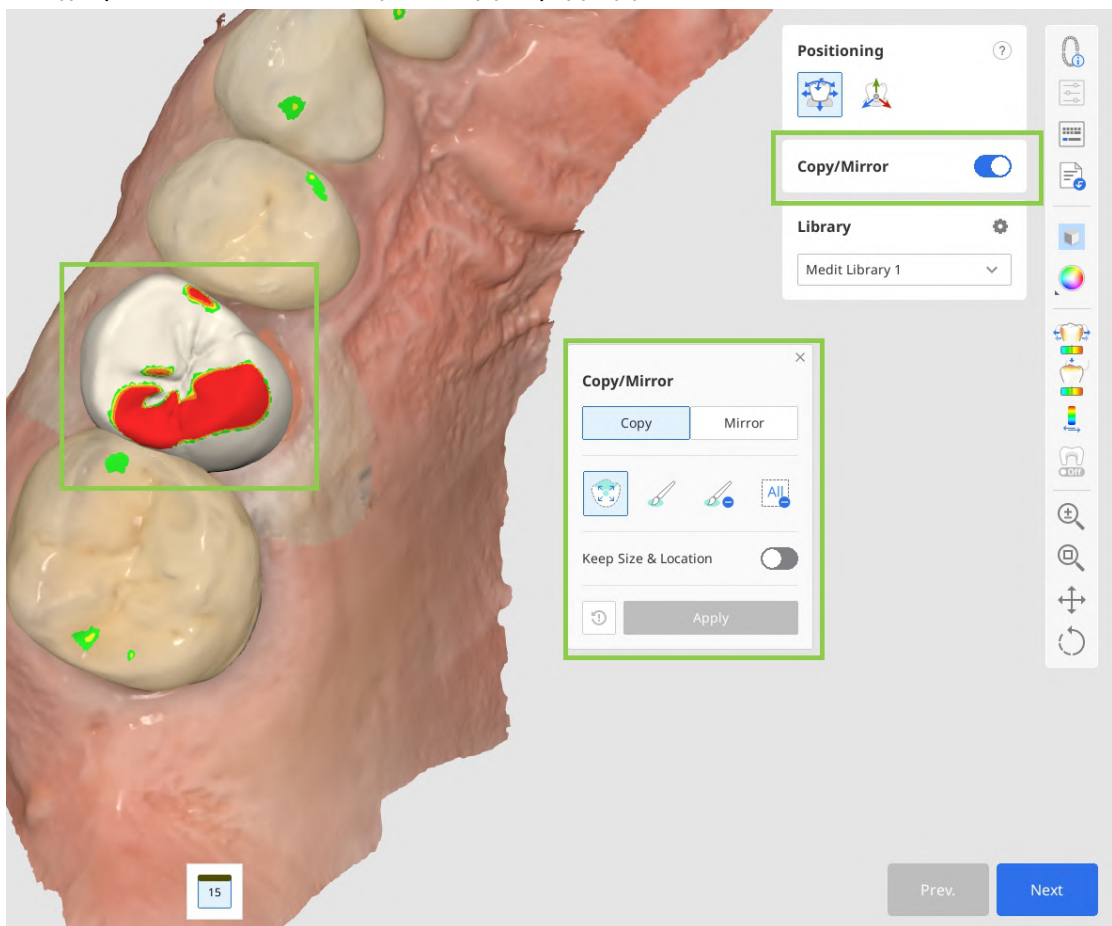 Positioning
?
Copy/Mirror
Library
Medit Library 1
Copy/Mirror
Copy
Mirror
All
Keep Size & Location
Apply
Off
15
Prev.
Next